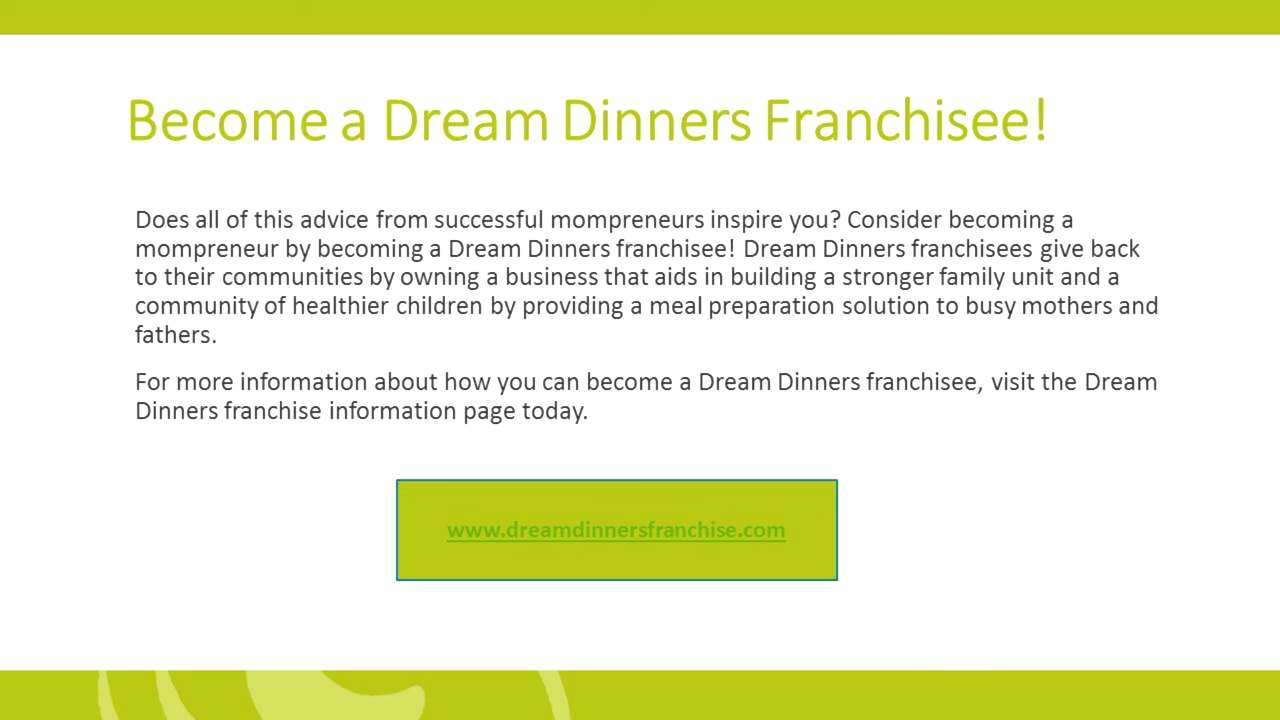 Become a Dream Dinners Franchisee!
Does all of this advice from successful mompreneurs inspire you? Consider becoming a
mompreneur by becoming a Dream Dinners franchisee! Dream Dinners franchisees give back
to their communities by owning a business that aids in building a stronger family unit and a
community of healthier children by providing a meal preparation solution to busy mothers and
fathers.
For more information about how you can become a Dream Dinners franchisee, visit the Dream
Dinners franchise information page today.
www.dreamdinnersfranchise.com